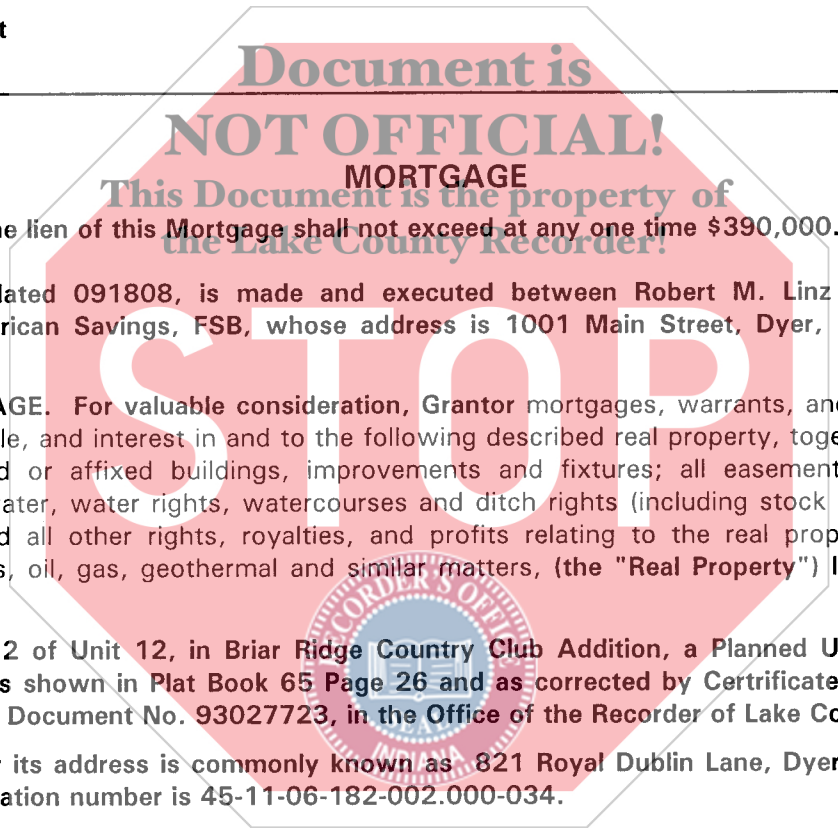 t
Document is
NOT OFFICIAL!
MORTGAGE
This Document is the property of
e lien of this Mortgage shall not exceed at any one time $390,000.
the Lake County Recorder!
lated 091808, is made and executed between Robert M. Linz
rican Savings, FSB, whose address is 1001 Main Street, Dyer,
STOP
AGE. For valuable consideration, Grantor mortgages, warrants, and
le, and interest in and to the following described real property, toge
d or affixed buildings, improvements and fixtures; all easement
ater, water rights, watercourses and ditch rights (including stock
d all other rights, royalties, and profits relating to the real prop
s, oil, gas, geothermal and similar matters, (the "Real Property") l
RECORDER'S OFFICE
2 of Unit 12, in Briar Ridge Country Club Addition, a Planned U
s shown in Plat Book 65 Page 26 and as corrected by Certificate
Document No. 93027723, in the Office of the Recorder of Lake Co
SEAL
INDIANA
r its address is commonly known as 821 Royal Dublin Lane, Dyer
ation number is 45-11-06-182-002.000-034.